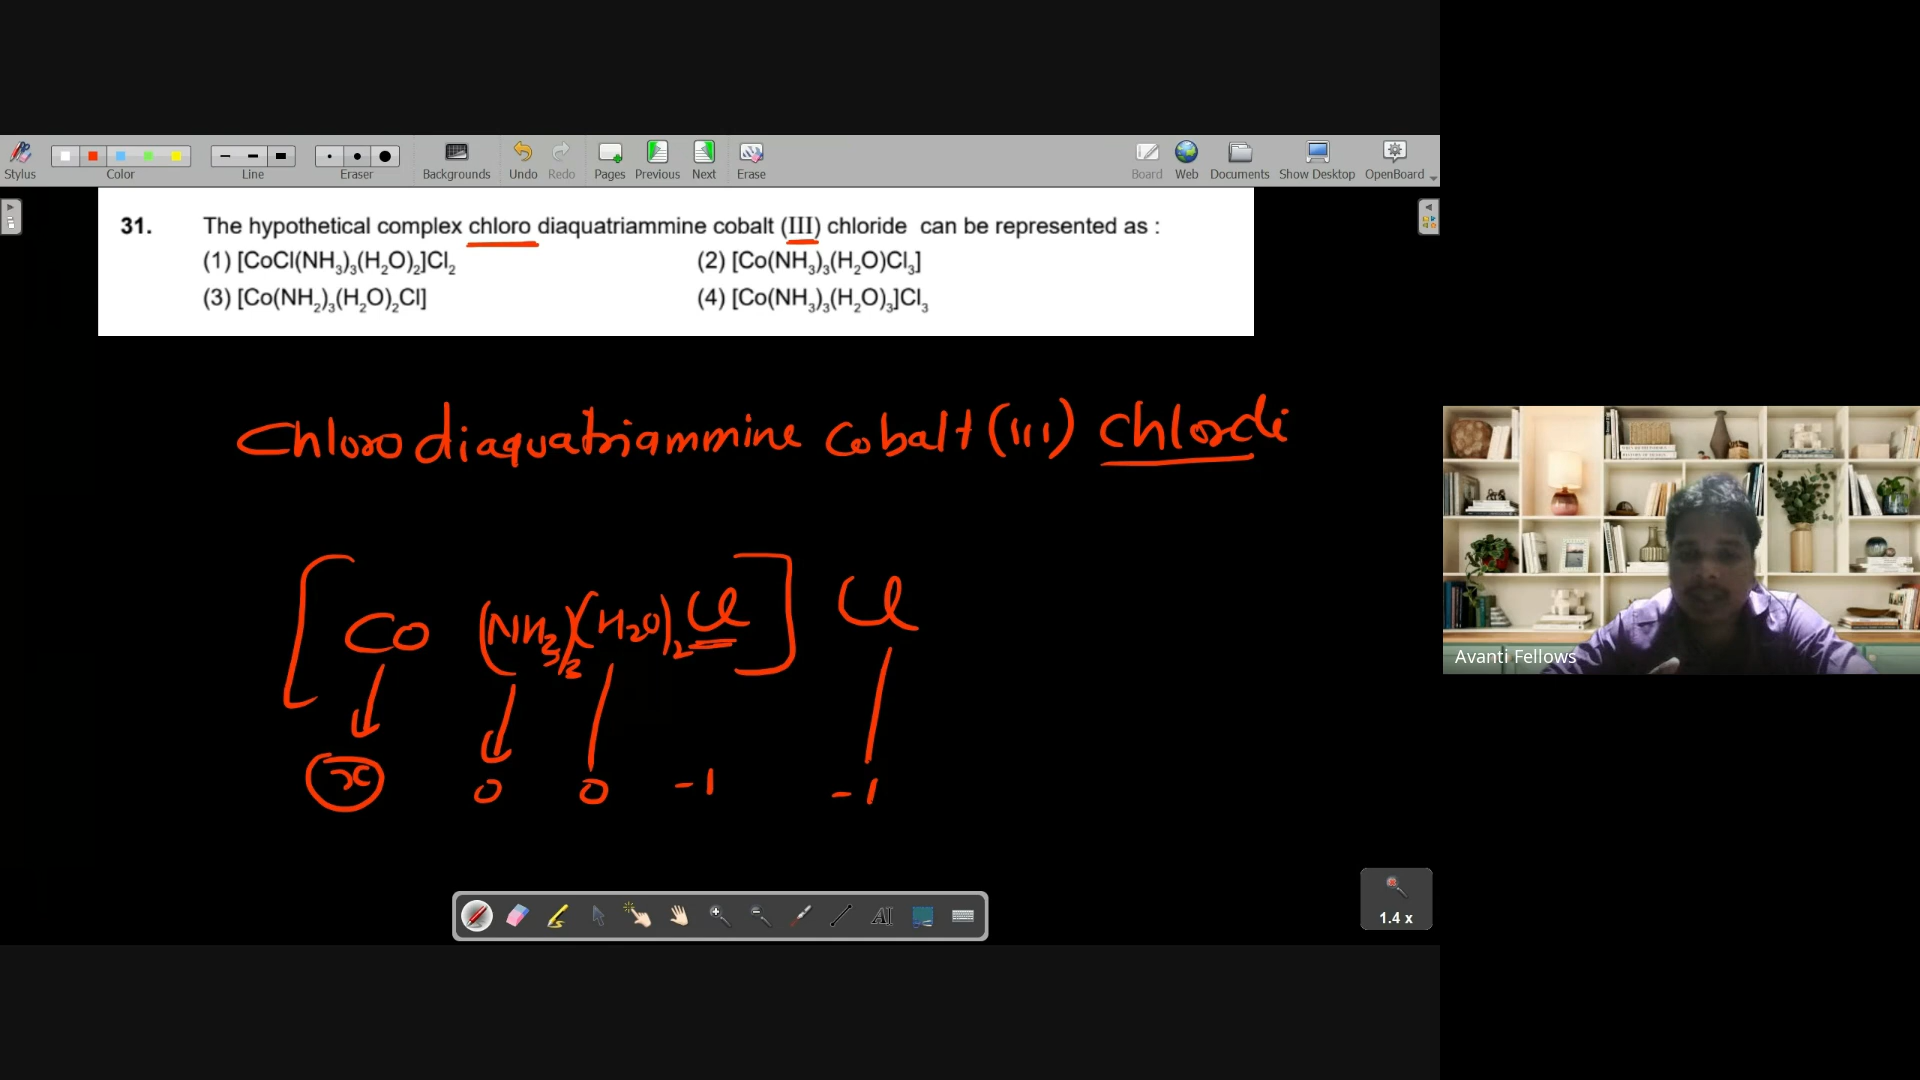 Stylus Color Line Eraser Backgrounds Undo Redo Pages Previous Next Erase Board Web Documents Show Desktop OpenBoard
31. The hypothetical complex chloro diaquatriammine cobalt (III) chloride can be represented as :
(1) [CoCl(NH₃)₃(H₂O)₂]Cl₂ (2) [Co(NH₃)₃(H₂O)Cl₃]
(3) [Co(NH₂)₃(H₂O)₂Cl] (4) [Co(NH₃)₃(H₂O)₃]Cl₃
Chloro diaquatriammine cobalt (III) chlordi
[Co (NH₃)₃(H₂O)₂Cl] Cl
x 0 0 -1 -1
Avanti Fellows
1.4 x